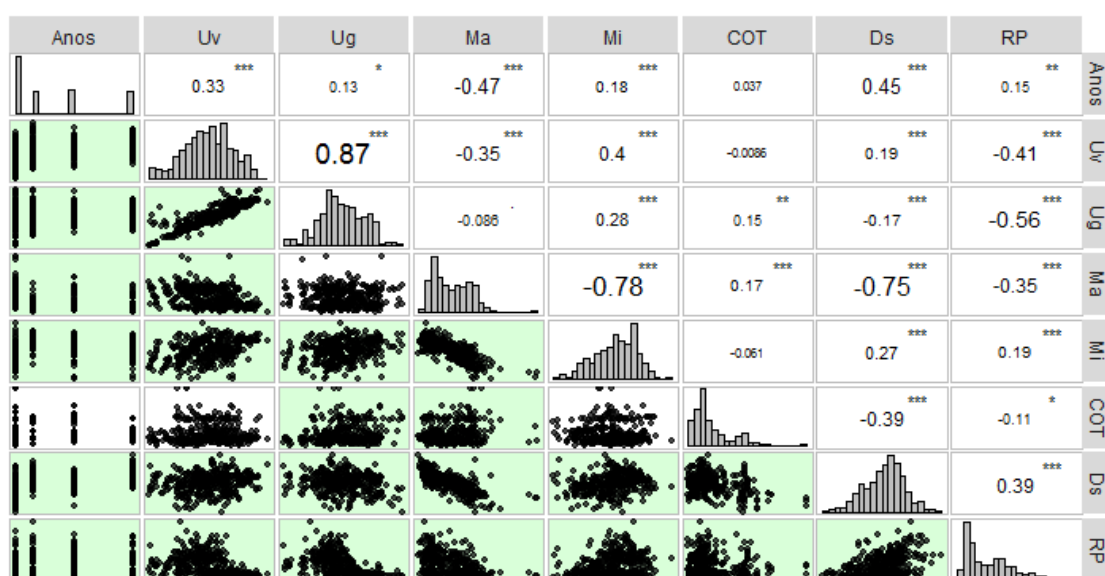 Anos Uv Ug Ma Mi COT Ds RP
0.33 *** 0.13 * -0.47 *** 0.18 *** 0.037 0.45 *** 0.15 ** Anos
0.87 *** -0.35 *** 0.4 *** -0.0086 0.19 *** -0.41 *** Uv
-0.086 . 0.28 *** 0.15 ** -0.17 *** -0.56 *** Ug
-0.78 *** 0.17 *** -0.75 *** -0.35 *** Ma
-0.061 0.27 *** 0.19 *** Mi
-0.39 *** -0.11 * COT
0.39 *** Ds
RP